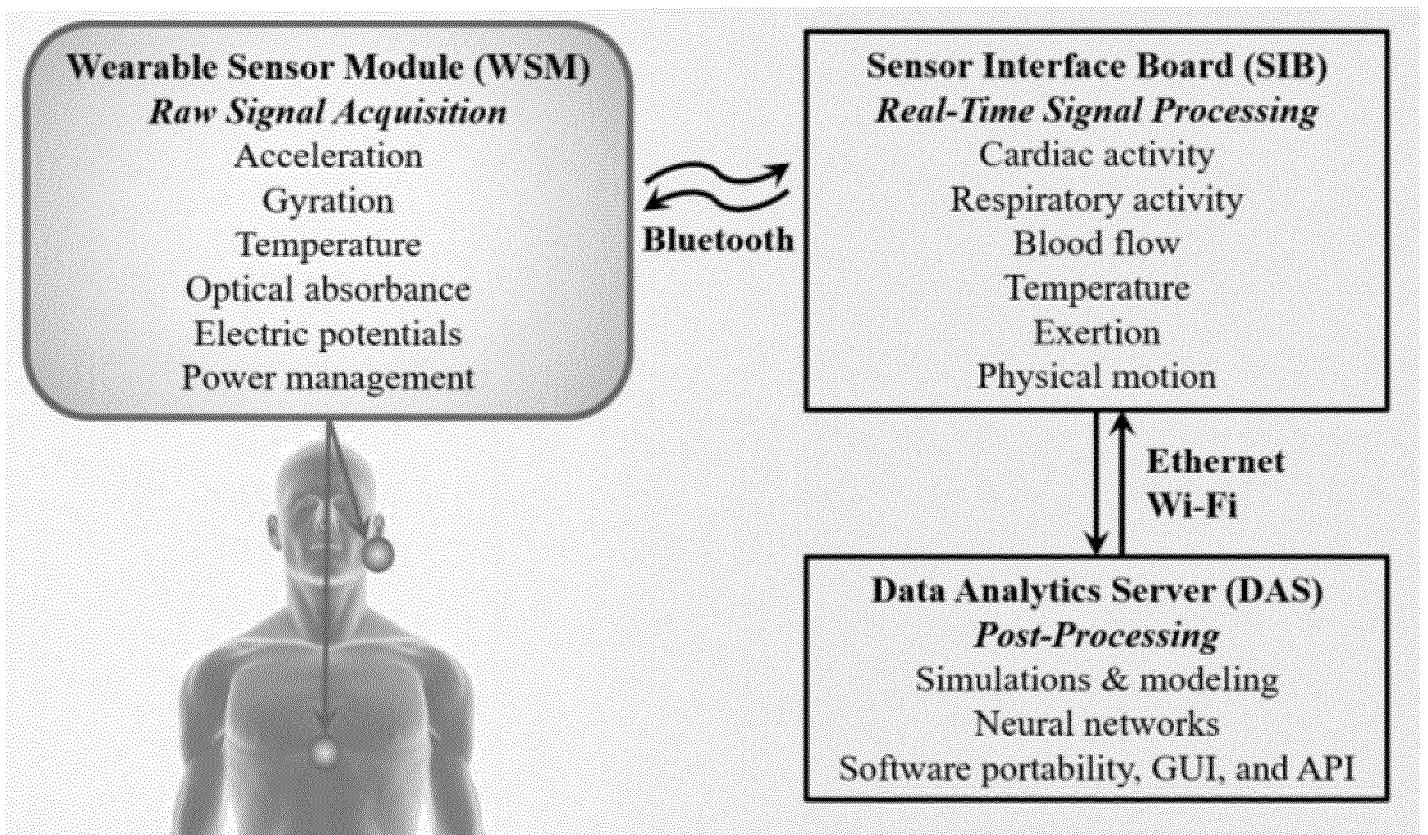 Wearable Sensor Module (WSM)
Raw Signal Acquisition
Acceleration
Gyration
Temperature
Optical absorbance
Electric potentials
Power management
Bluetooth
Sensor Interface Board (SIB)
Real-Time Signal Processing
Cardiac activity
Respiratory activity
Blood flow
Temperature
Exertion
Physical motion
Ethernet
Wi-Fi
Data Analytics Server (DAS)
Post-Processing
Simulations & modeling
Neural networks
Software portability, GUI, and API